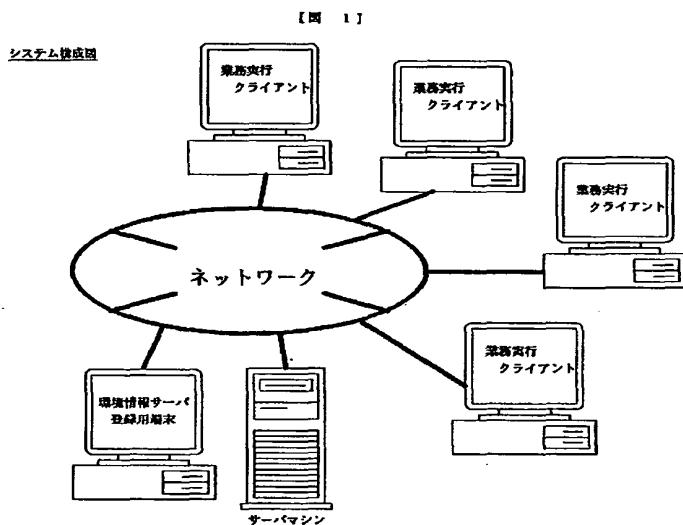 [図 1]
システム構成図
業務実行
クライアント
業務実行
クライアント
業務実行
クライアント
ネットワーク
業務実行
クライアント
環境情報サーバ
登録用端末
サーバマシン